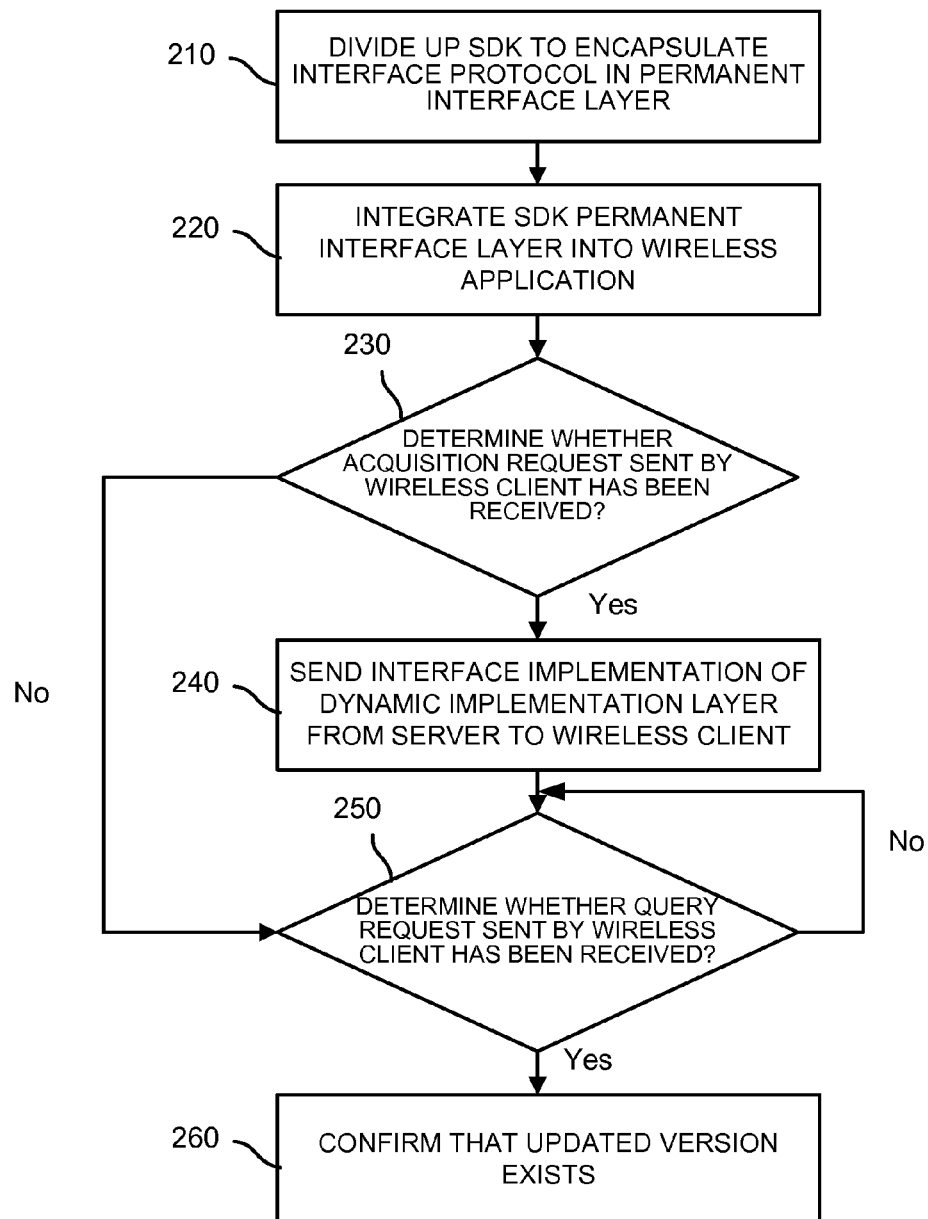 210
DIVIDE UP SDK TO ENCAPSULATE
INTERFACE PROTOCOL IN PERMANENT
INTERFACE LAYER
220
INTEGRATE SDK PERMANENT
INTERFACE LAYER INTO WIRELESS
APPLICATION
230
DETERMINE WHETHER
ACQUISITION REQUEST SENT BY
WIRELESS CLIENT HAS BEEN
RECEIVED?
Yes
No
240
SEND INTERFACE IMPLEMENTATION OF
DYNAMIC IMPLEMENTATION LAYER
FROM SERVER TO WIRELESS CLIENT
250
No
DETERMINE WHETHER QUERY
REQUEST SENT BY WIRELESS
CLIENT HAS BEEN RECEIVED?
Yes
260
CONFIRM THAT UPDATED VERSION
EXISTS